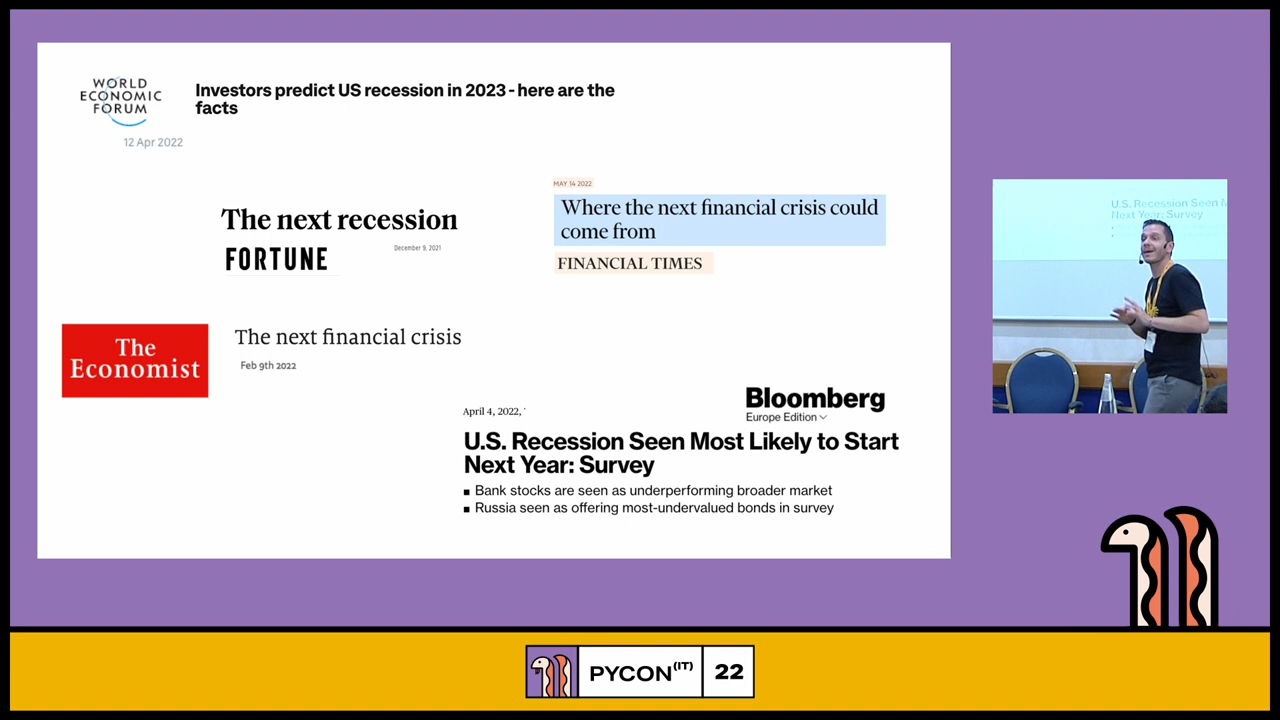 WORLD
ECONOMIC
FORUM
Investors predict US recession in 2023 - here are the
facts
12 Apr 2022
MAY 14 2022
Where the next financial crisis could
come from
FINANCIAL TIMES
The next recession
December 9, 2021
FORTUNE
The
Economist
The next financial crisis
Feb 9th 2022
Bloomberg
Europe Edition
April 4, 2022,
U.S. Recession Seen Most Likely to Start
Next Year: Survey
■ Bank stocks are seen as underperforming broader market
■ Russia seen as offering most-undervalued bonds in survey
U.S. Recession Seen M
Next Year: Survey
PYCON(IT) 22